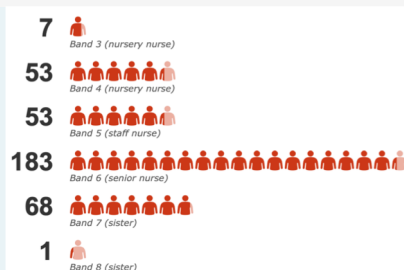 7
Band 3 (nursery nurse)
53
Band 4 (nursery nurse)
53
Band 5 (staff nurse)
183
Band 6 (senior nurse)
68
Band 7 (sister)
1
Band 8 (sister)